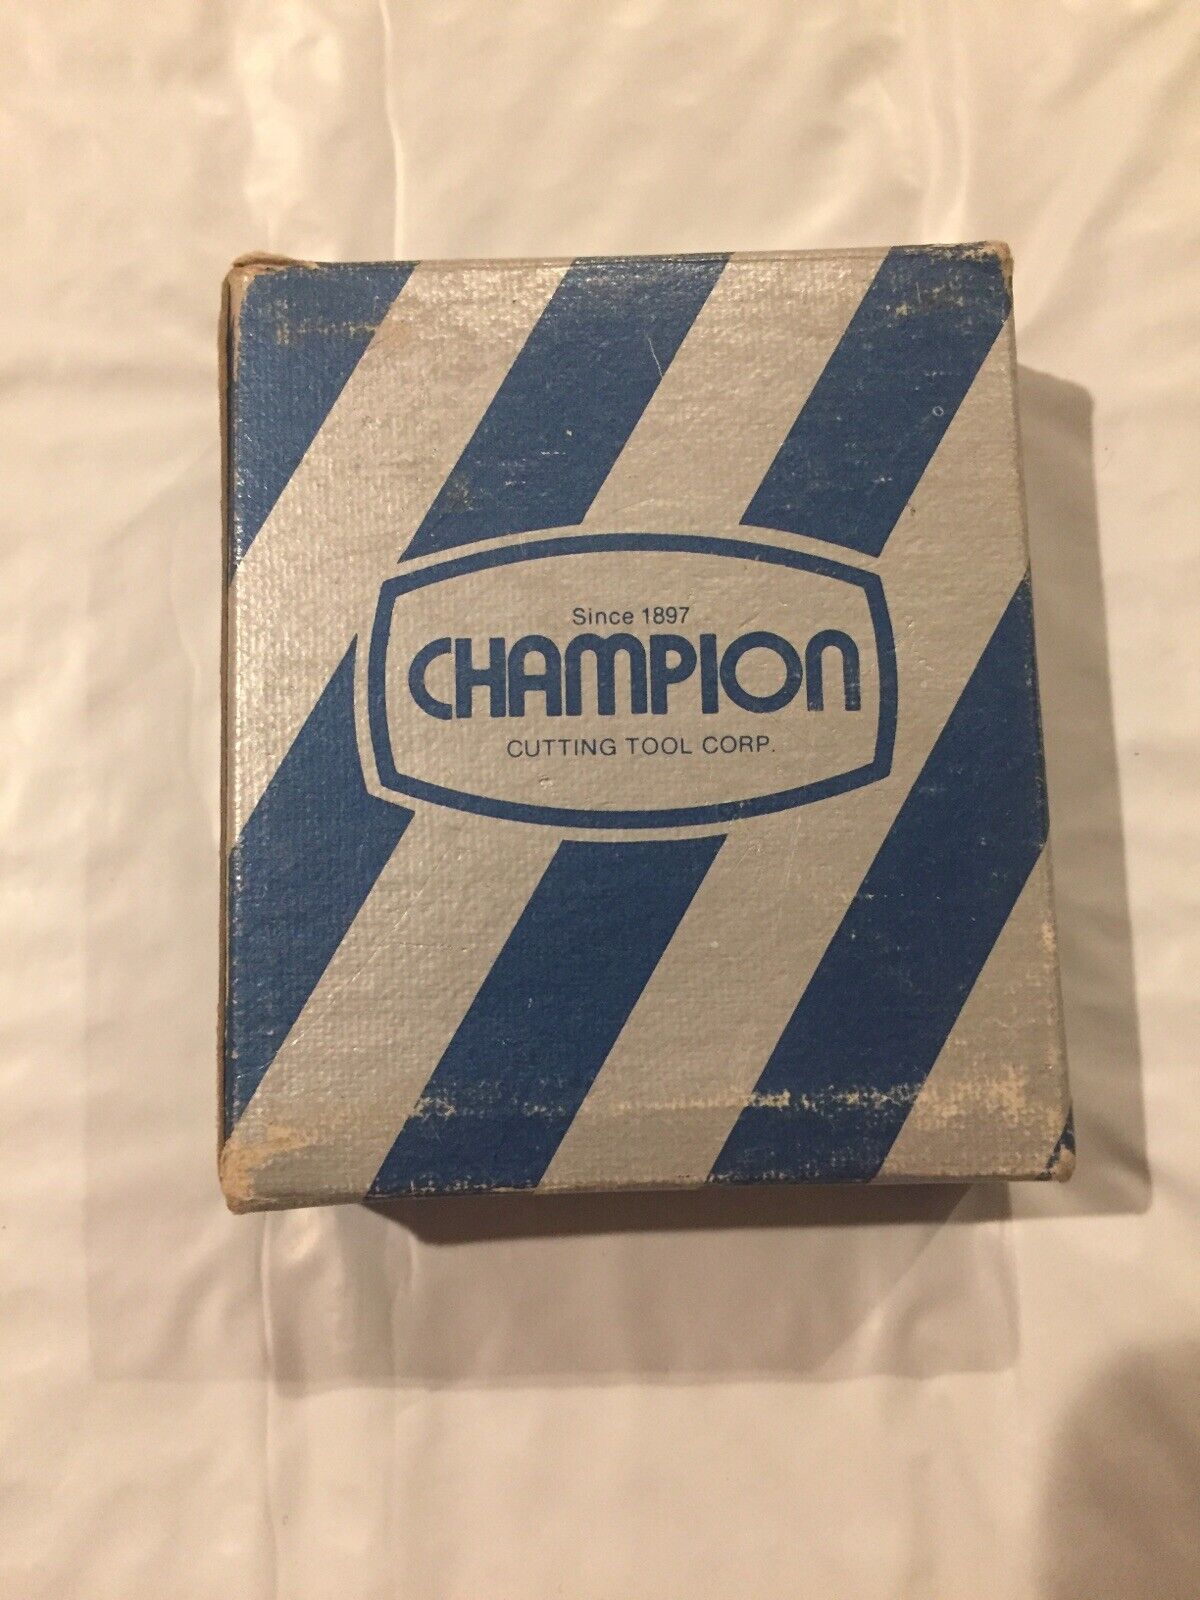 Since 1897
CHAMPION
CUTTING TOOL CORP.